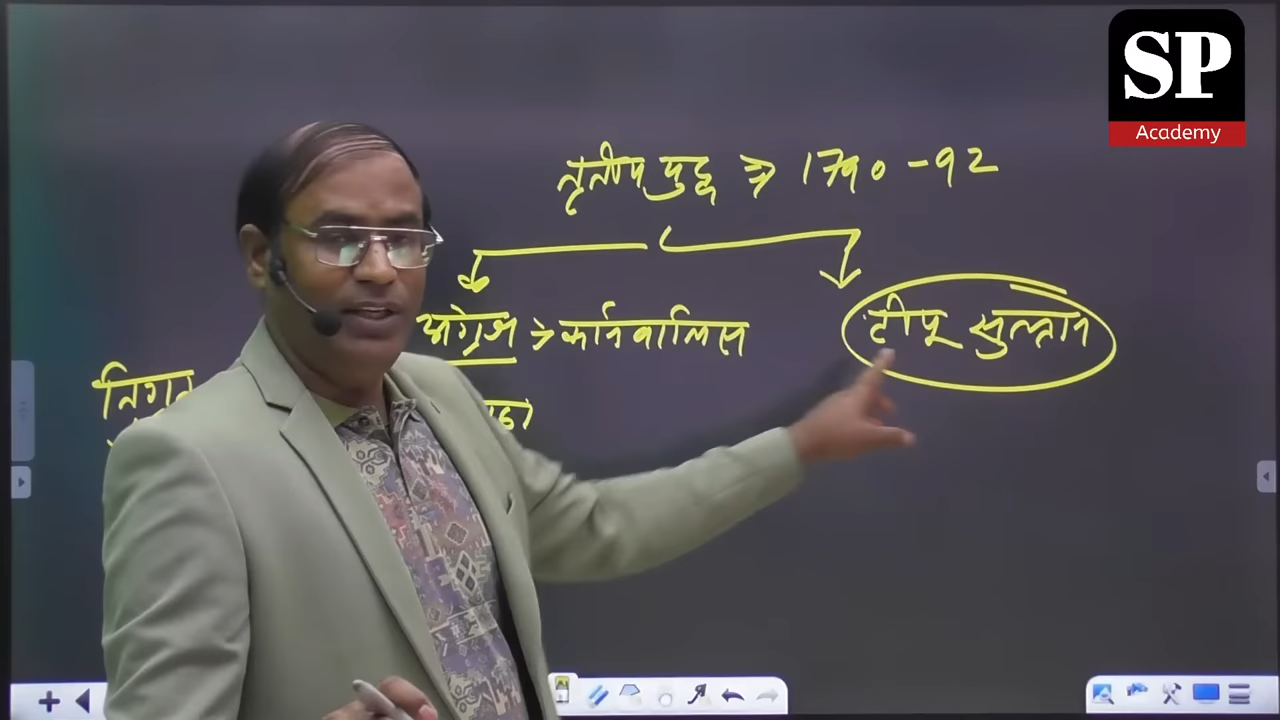 SP
Academy
तृतीय युद्ध ⇒ 1790-92
अंग्रेज → कार्नवालिस
टीपू सुल्तान